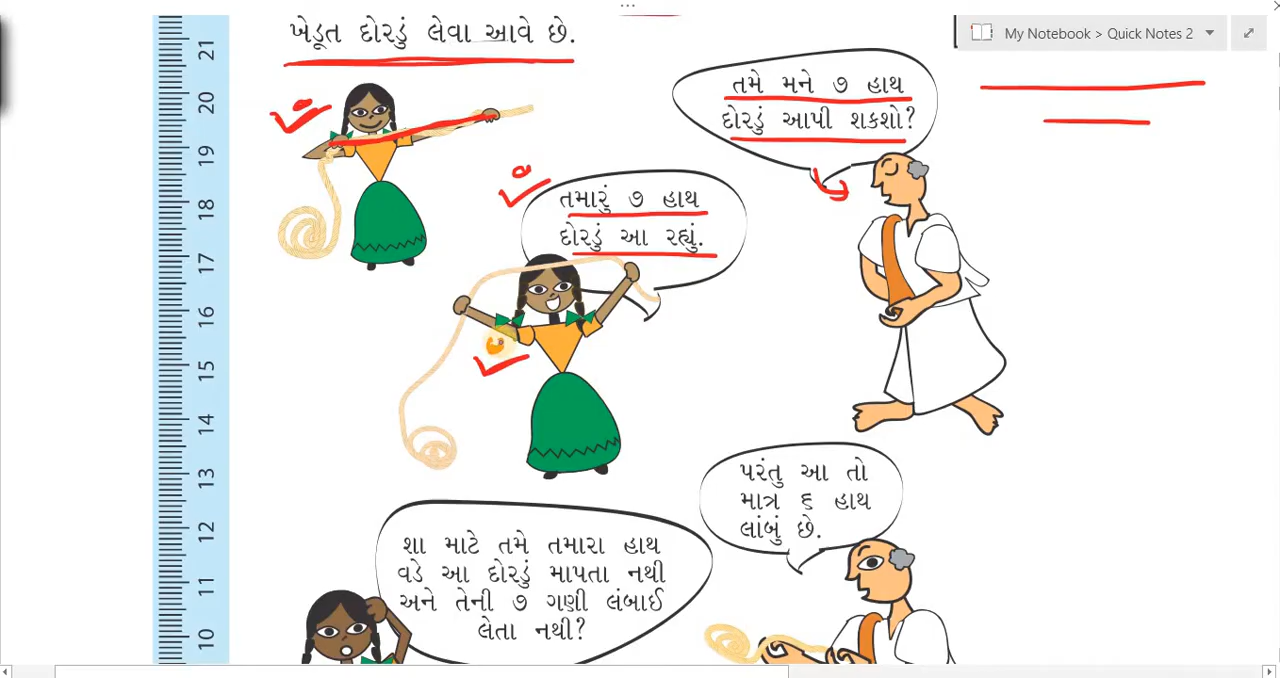 ખેડૂત દોરડું લેવા આવે છે.
My Notebook > Quick Notes 2
તમે મને ૭ હાથ
દોરડું આપી શકશો?
તમારું ૭ હાથ
દોરડું આ રહ્યું.
પરંતુ આ તો
માત્ર ૬ હાથ
લાંબું છે.
શા માટે તમે તમારા હાથ
વડે આ દોરડું માપતા નથી
અને તેની ૭ ગણી લંબાઈ
લેતા નથી?
21
20
19
18
17
16
15
14
13
12
11
10